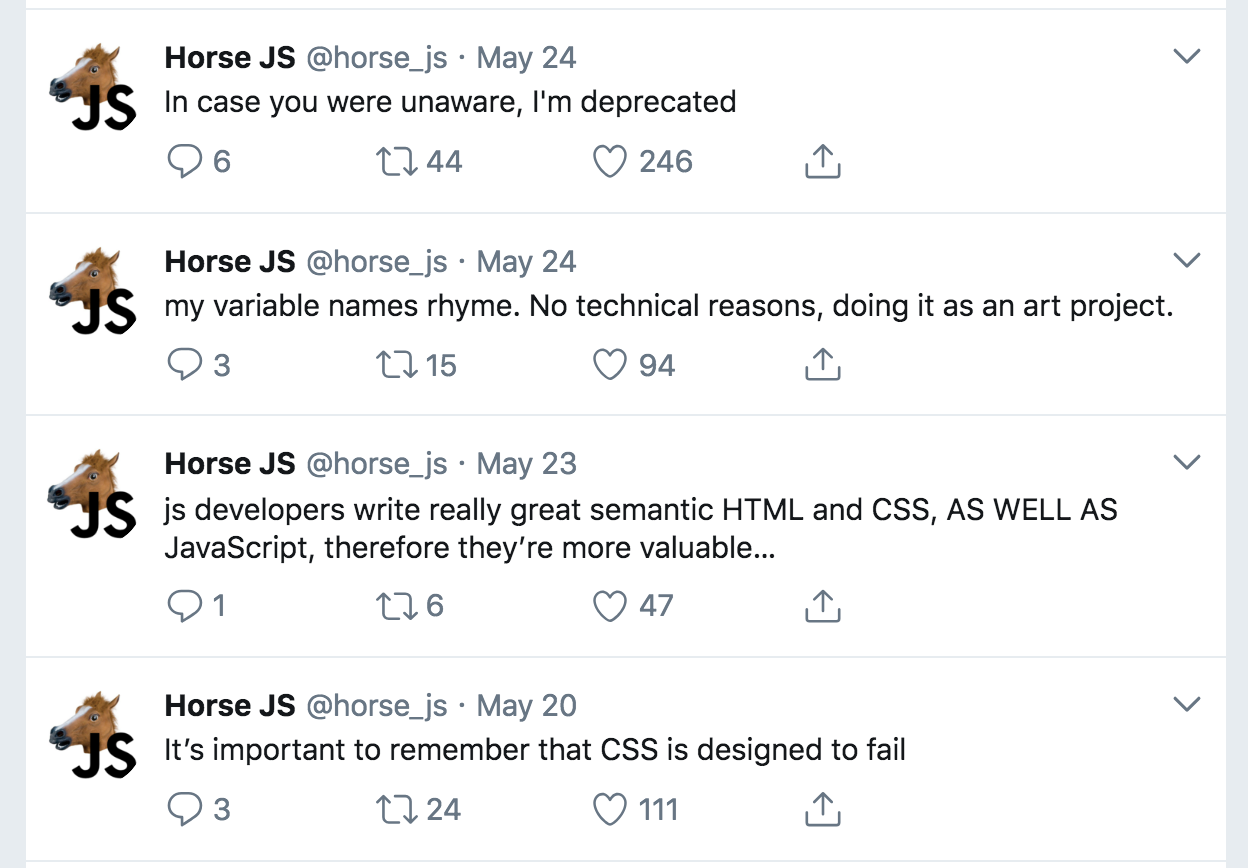 JS
Horse JS @horse_js · May 24
In case you were unaware, I'm deprecated
6 44 246
JS
Horse JS @horse_js · May 24
my variable names rhyme. No technical reasons, doing it as an art project.
3 15 94
JS
Horse JS @horse_js · May 23
js developers write really great semantic HTML and CSS, AS WELL AS
JavaScript, therefore they’re more valuable...
1 6 47
JS
Horse JS @horse_js · May 20
It’s important to remember that CSS is designed to fail
3 24 111